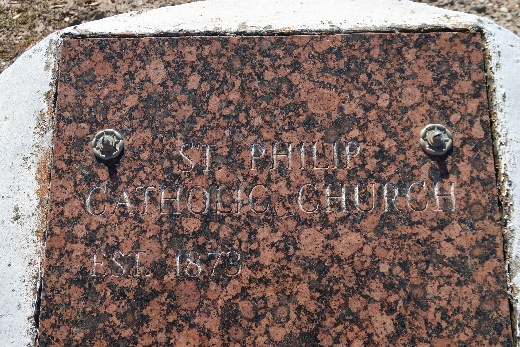 ST. PHILIP
CATHOLIC CHURCH
EST. 1873